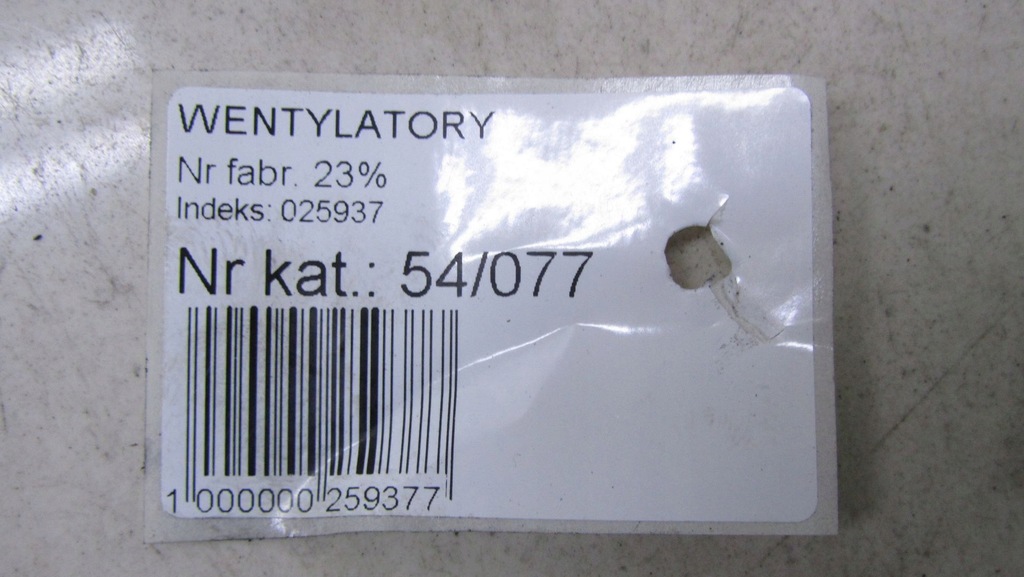 WENTYLATORY
Nr fabr. 23%
Indeks: 025937
Nr kat.: 54/077
1 000000 259377